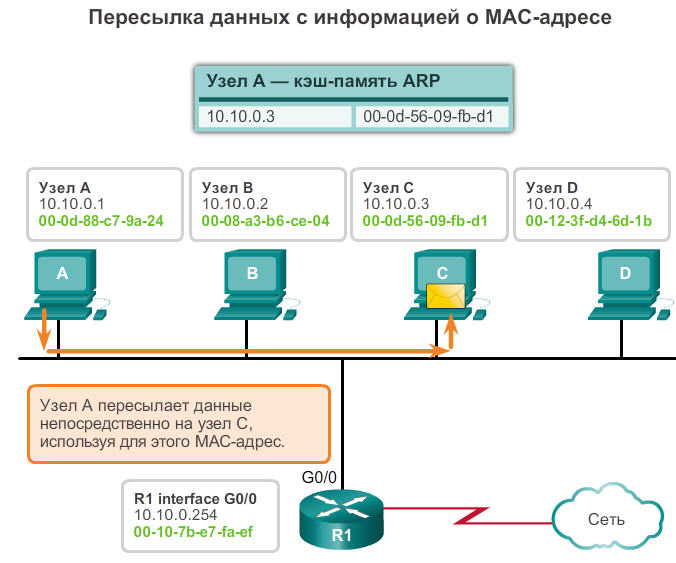 Пересылка данных с информацией о MAC-адресе
Узел A — кэш-память ARP
10.10.0.3 00-0d-56-09-fb-d1
Узел A
10.10.0.1
00-0d-88-c7-9a-24
Узел B
10.10.0.2
00-08-a3-b6-ce-04
Узел C
10.10.0.3
00-0d-56-09-fb-d1
Узел D
10.10.0.4
00-12-3f-d4-6d-1b
A
B
C
D
Узел A пересылает данные
непосредственно на узел C,
используя для этого MAC-адрес.
G0/0
R1 interface G0/0
10.10.0.254
00-10-7b-e7-fa-ef
R1
Сеть